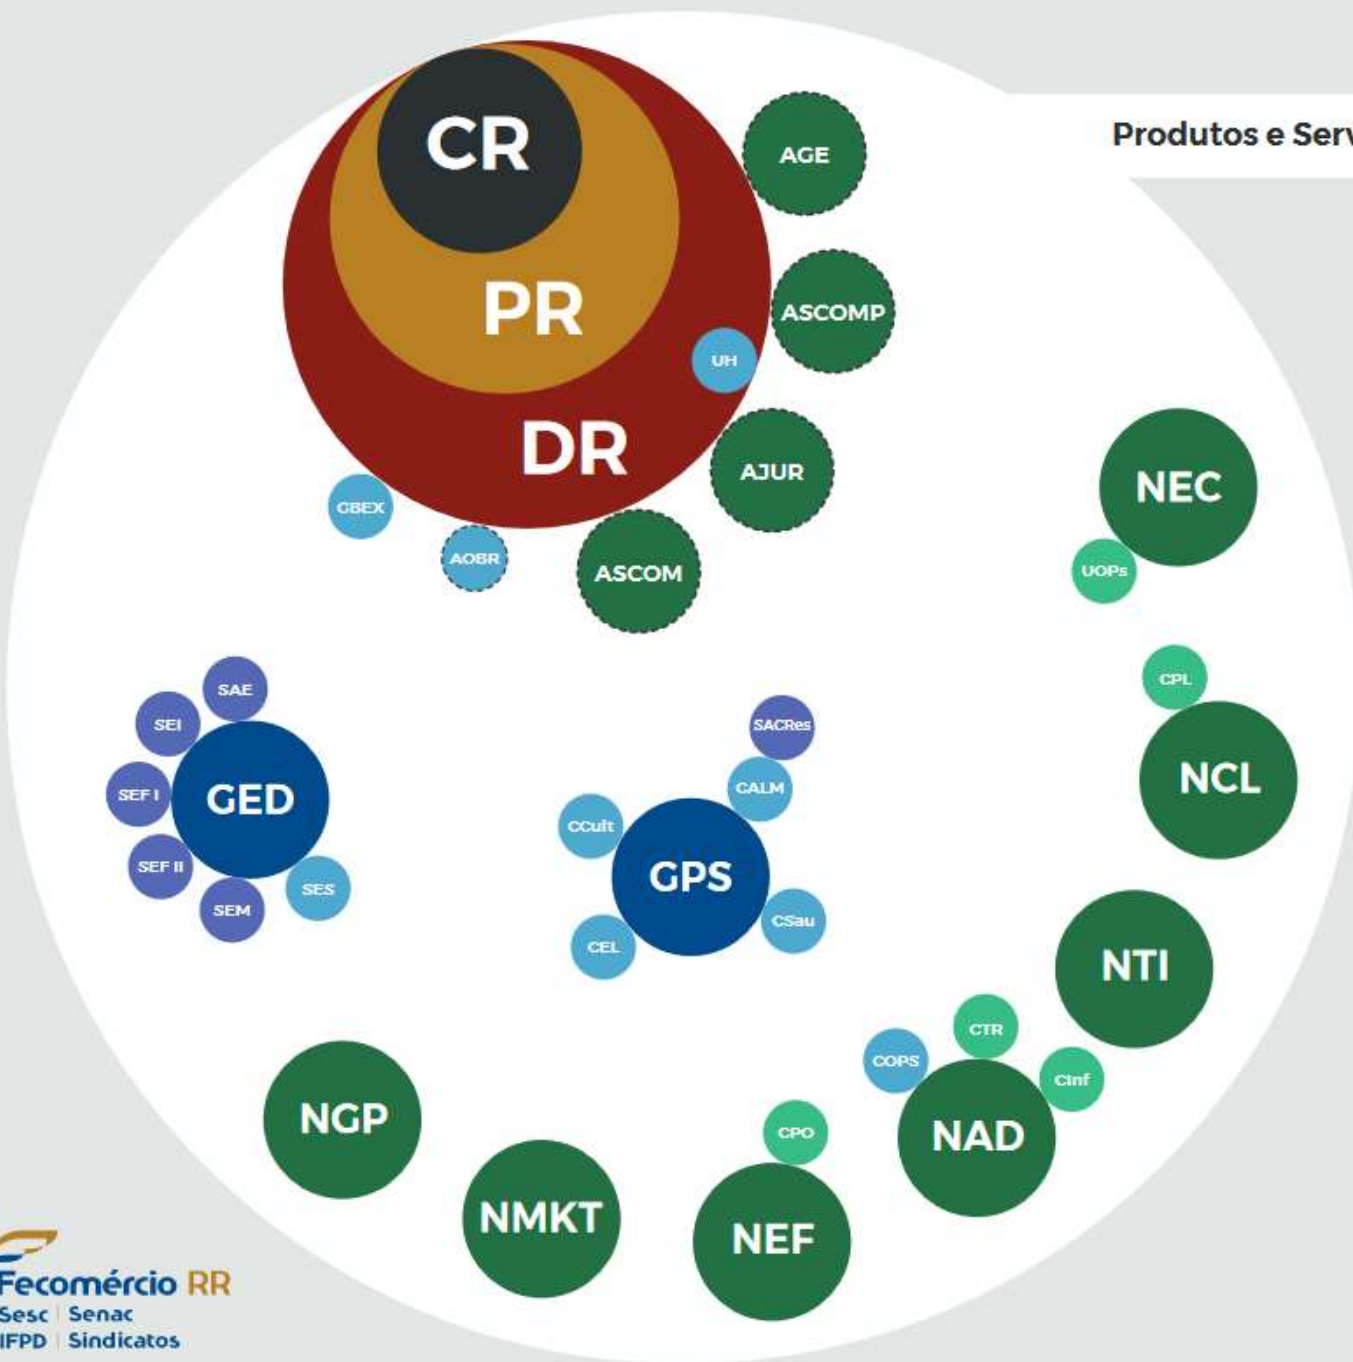 CR
AGE
Produtos e Serv
PR
ASCOMP
UH
DR
AJUR
NEC
GBEX
AOBR
ASCOM
UOPs
SAE
CPL
SEI
SACRes
NCL
SEF I
GED
CALM
CCult
GPS
SEF II
SES
SEM
CSau
CEL
NTI
CTR
COPS
CInf
NGP
CPO
NAD
NMKT
NEF
Fecomércio RR
Sesc | Senac
IFPD | Sindicatos